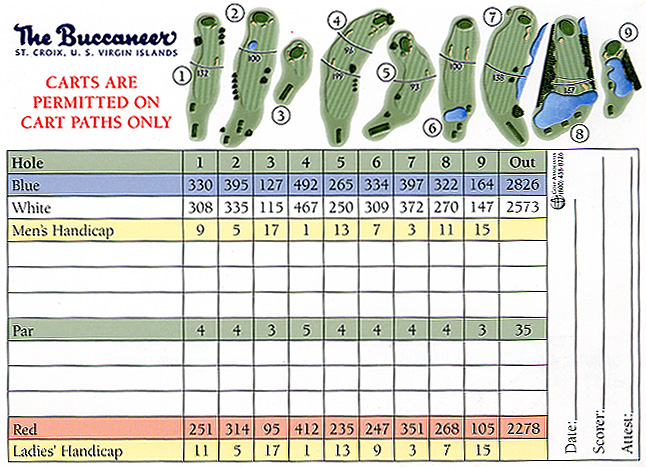 The Buccaneer
ST. CROIX, U. S. VIRGIN ISLANDS
CARTS ARE
PERMITTED ON
CART PATHS ONLY
1
132
2
100
3
4
96
199
5
93
6
100
7
138
8
157
9
Hole 1 2 3 4 5 6 7 8 9 Out
Blue 330 395 127 492 265 334 397 322 164 2826
White 308 335 115 467 250 309 372 270 147 2573
Men's Handicap 9 5 17 1 13 7 3 11 15
Par 4 4 3 5 4 4 4 4 3 35
Red 251 314 95 412 235 247 351 268 105 2278
Ladies' Handicap 11 5 17 1 13 9 3 7 15
Date:
Scorer:
Attest: